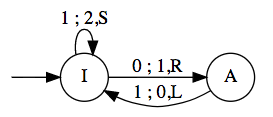 1 ; 2,S
0 ; 1,R
I
A
1 ; 0,L